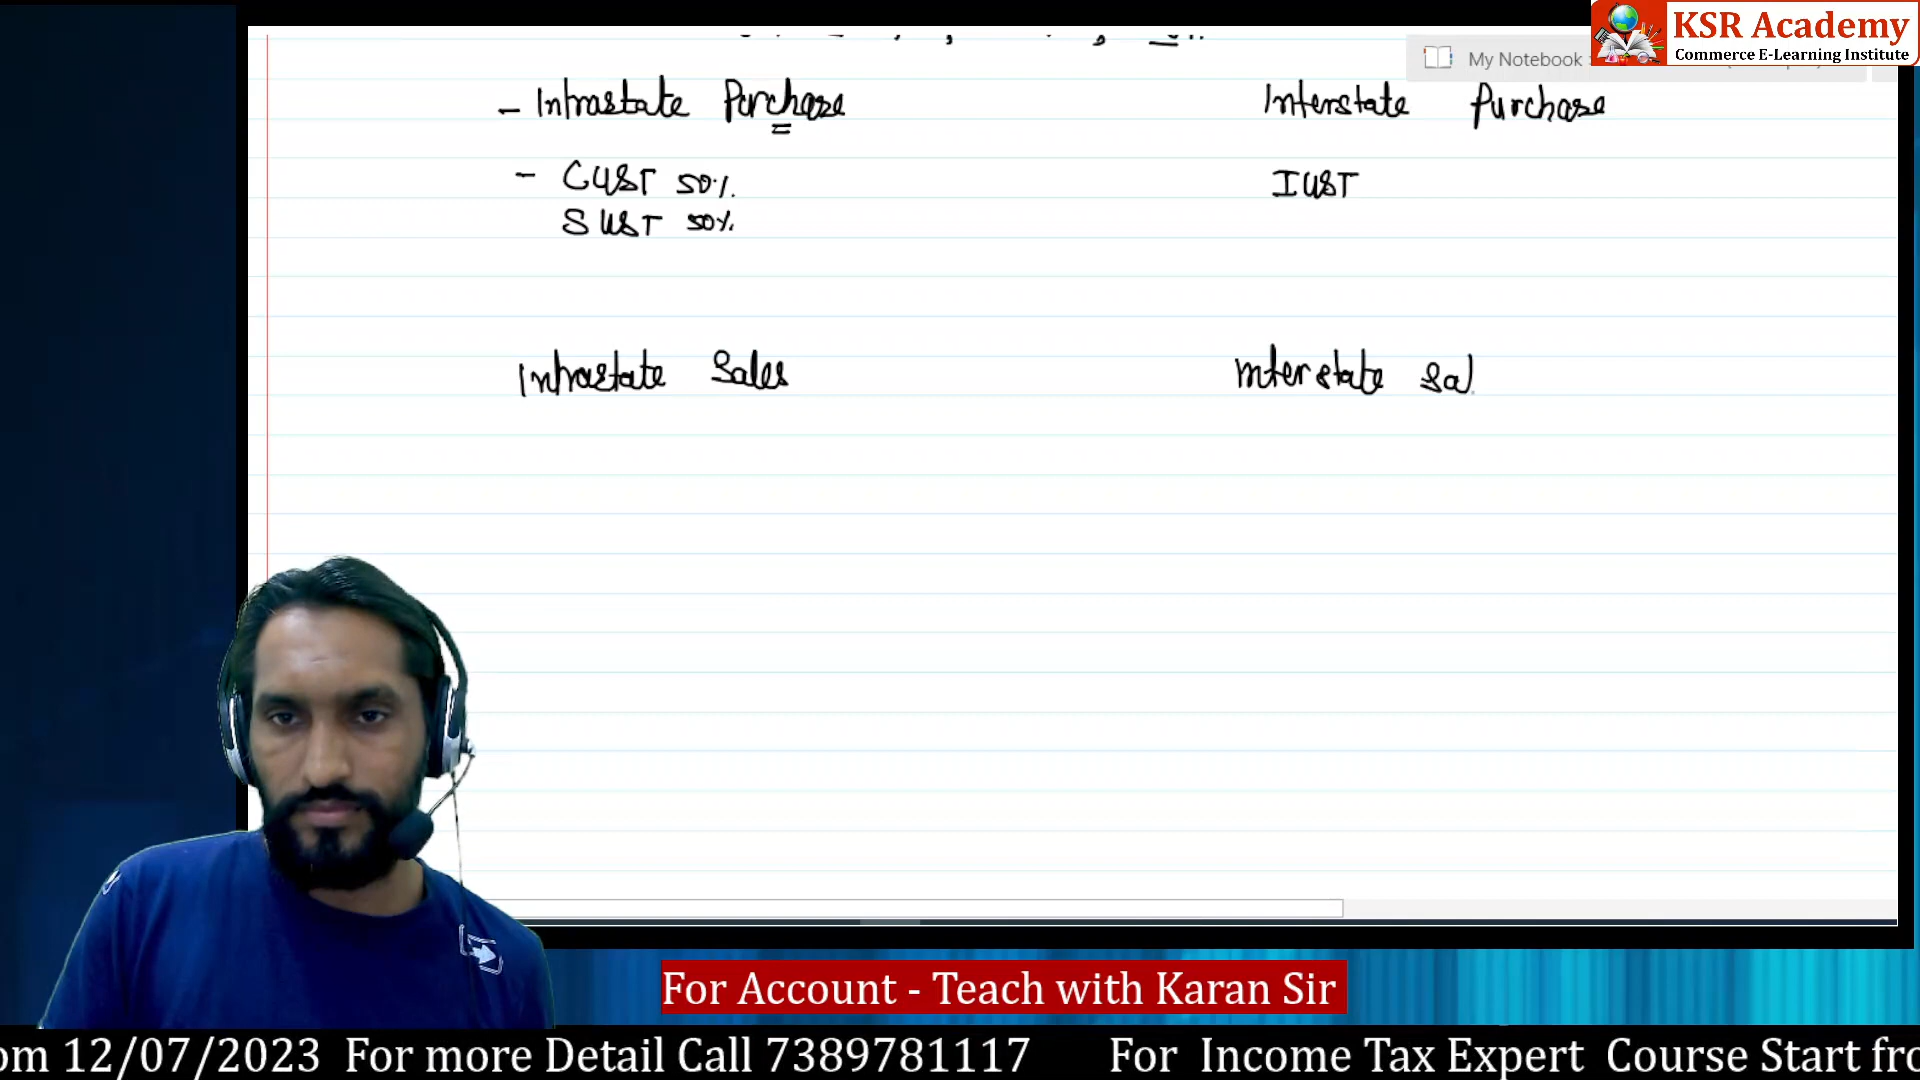 KSR Academy
Commerce E-Learning Institute
My Notebook
- Intrastate Purchase
Interstate Purchase
- CGST 50%.
IGST
SGST 50%.
Intrastate Sales
Interstate Sal
For Account - Teach with Karan Sir
om 12/07/2023 For more Detail Call 7389781117 For Income Tax Expert Course Start fro